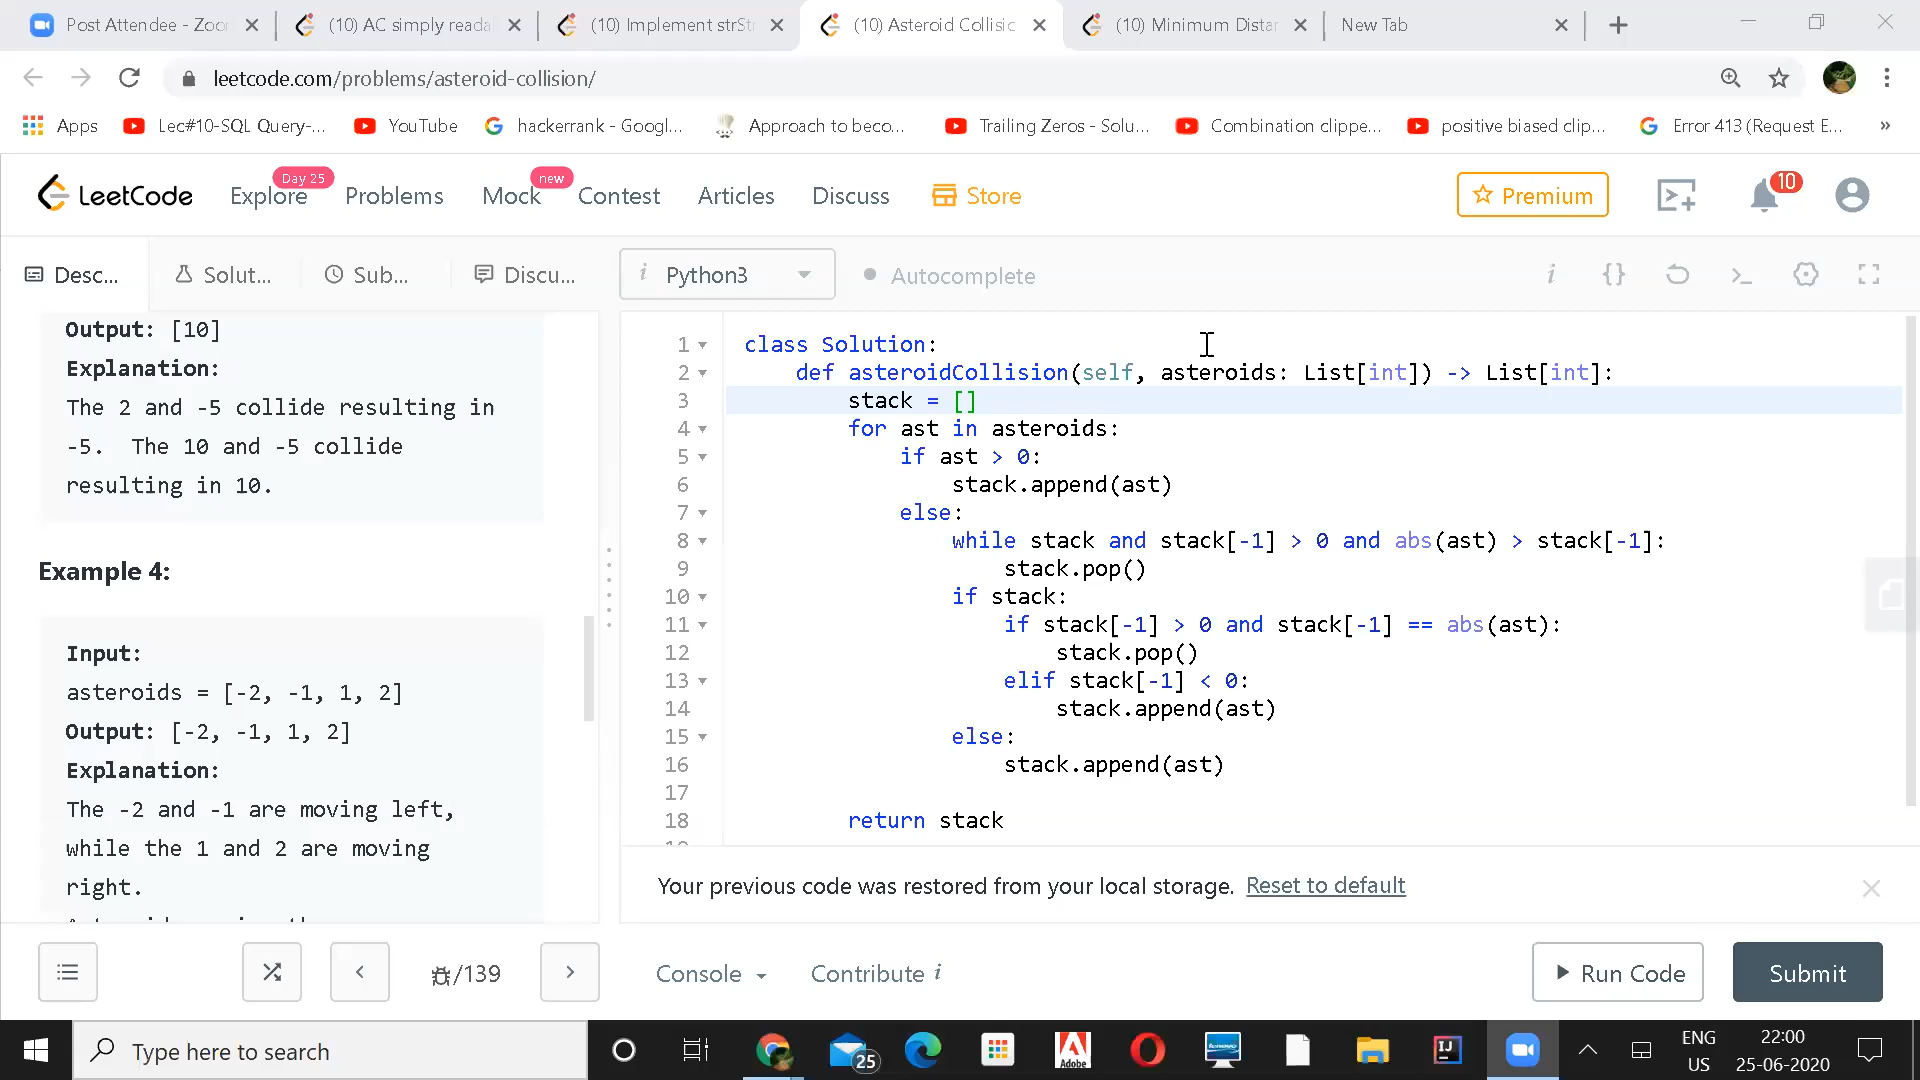 Post Attendee - Zoo
(10) AC simply reada
(10) Implement strStr
(10) Asteroid Collisic
(10) Minimum Distar
New Tab
leetcode.com/problems/asteroid-collision/
Apps
Lec#10-SQL Query-...
YouTube
hackerrank - Googl...
Approach to beco...
Trailing Zeros - Solu...
Combination clippe...
positive biased clip...
Error 413 (Request E...
»
LeetCode
Explore
Day 25
Problems
Mock
new
Contest
Articles
Discuss
Store
Premium
10
Desc...
Solut...
Sub...
Discu...
i Python3
Autocomplete
Output: [10]
Explanation:
The 2 and -5 collide resulting in
-5.  The 10 and -5 collide
resulting in 10.
Example 4:
Input:
asteroids = [-2, -1, 1, 2]
Output: [-2, -1, 1, 2]
Explanation:
The -2 and -1 are moving left,
while the 1 and 2 are moving
right.
1 class Solution:
2     def asteroidCollision(self, asteroids: List[int]) -> List[int]:
3         stack = []
4         for ast in asteroids:
5             if ast > 0:
6                 stack.append(ast)
7             else:
8                 while stack and stack[-1] > 0 and abs(ast) > stack[-1]:
9                     stack.pop()
10                 if stack:
11                     if stack[-1] > 0 and stack[-1] == abs(ast):
12                         stack.pop()
13                     elif stack[-1] < 0:
14                         stack.append(ast)
15                 else:
16                     stack.append(ast)
17
18         return stack
Your previous code was restored from your local storage. Reset to default
/139
Console
Contribute i
Run Code
Submit
Type here to search
25
Adobe
lenovo
IJ
ENG
US
22:00
25-06-2020